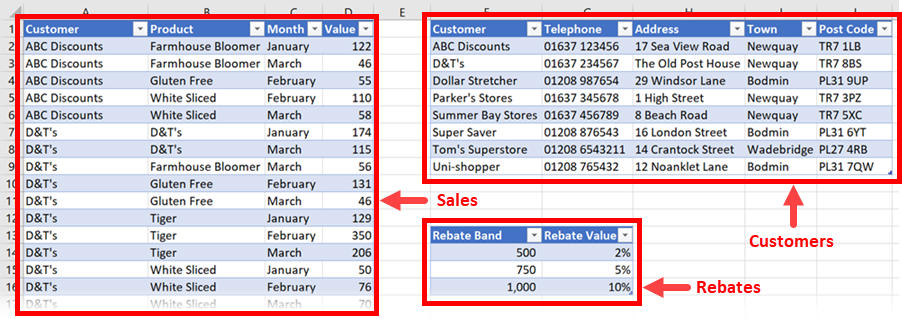 A B C D E F G H I J
1 Customer Product Month Value
2 ABC Discounts Farmhouse Bloomer January 122
3 ABC Discounts Farmhouse Bloomer March 46
4 ABC Discounts Gluten Free February 55
5 ABC Discounts White Sliced February 110
6 ABC Discounts White Sliced March 58
7 D&T's D&T's January 174
8 D&T's D&T's March 115
9 D&T's Farmhouse Bloomer March 56
10 D&T's Gluten Free February 131
11 D&T's Gluten Free March 46
12 D&T's Tiger January 129
13 D&T's Tiger February 350
14 D&T's Tiger March 206
15 D&T's White Sliced January 50
16 D&T's White Sliced February 76
17 D&T's White Sliced March 70
Sales
Customer Telephone Address Town Post Code
ABC Discounts 01637 123456 17 Sea View Road Newquay TR7 1LB
D&T's 01637 234567 The Old Post House Newquay TR7 8BS
Dollar Stretcher 01208 987654 29 Windsor Lane Bodmin PL31 9UP
Parker's Stores 01637 345678 1 High Street Newquay TR7 3PZ
Summer Bay Stores 01637 456789 8 Beach Road Newquay TR7 5XC
Super Saver 01208 876543 16 London Street Bodmin PL31 6YT
Tom's Superstore 01208 6543211 14 Crantock Street Wadebridge PL27 4RB
Uni-shopper 01208 765432 12 Noanklet Lane Bodmin PL31 7QW
Customers
Rebate Band Rebate Value
500 2%
750 5%
1,000 10%
Rebates